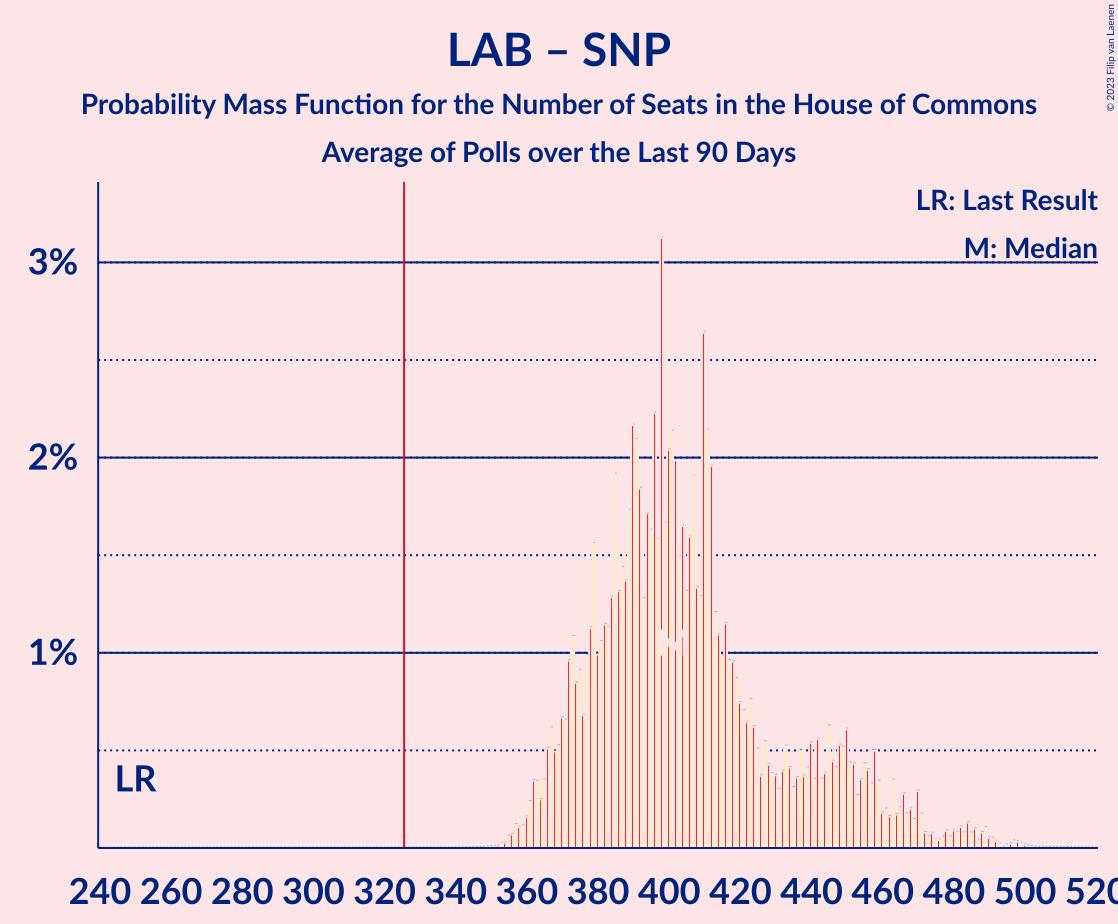 LAB – SNP
Probability Mass Function for the Number of Seats in the House of Commons
Average of Polls over the Last 90 Days
© 2023 Filip van Laenen
LR: Last Result
M: Median
3%
2%
1%
LR
240 260 280 300 320 340 360 380 400 420 440 460 480 500 520